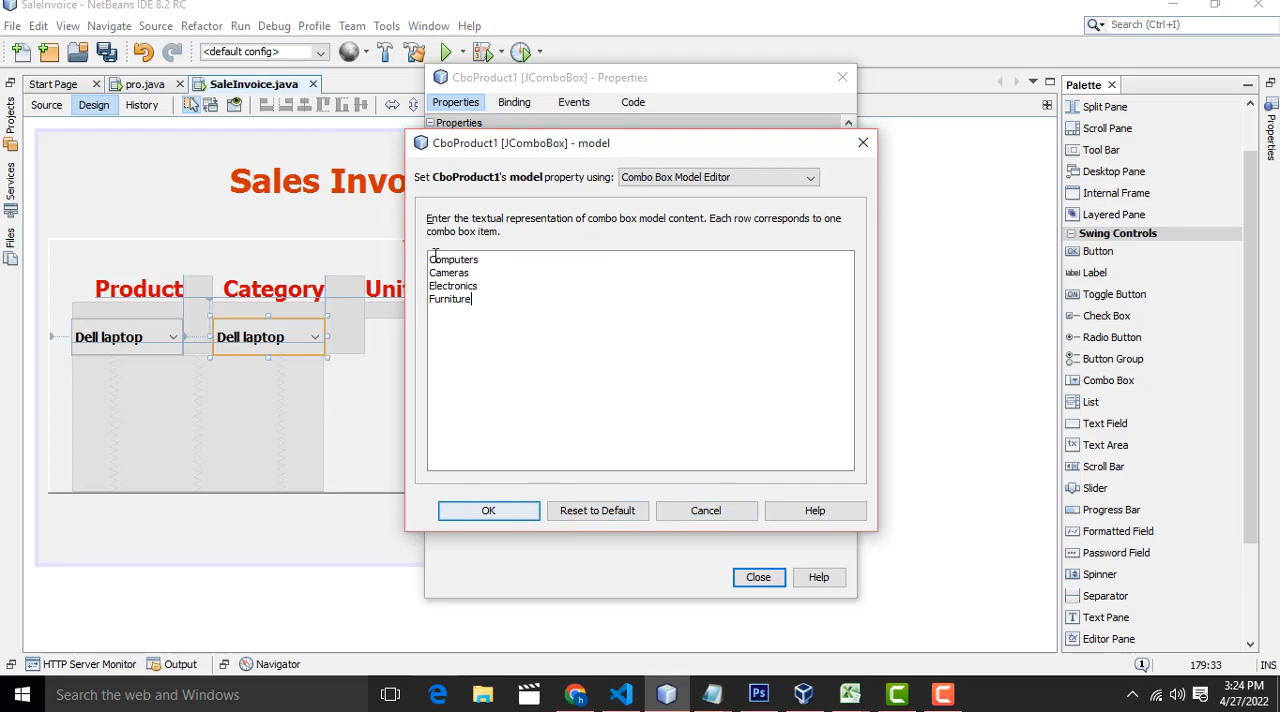 SaleInvoice - NetBeans IDE 8.2 RC
File Edit View Navigate Source Refactor Run Debug Profile Team Tools Window Help
Search (Ctrl+I)
<default config>
Start Page pro.java SaleInvoice.java
Source Design History
Projects
Services
Files
Sales Invo
Product Category Uni
Dell laptop Dell laptop
CboProduct1 [JComboBox] - Properties
Properties Binding Events Code
Properties
CboProduct1 [JComboBox] - model
Set CboProduct1's model property using: Combo Box Model Editor
Enter the textual representation of combo box model content. Each row corresponds to one
combo box item.
Computers
Cameras
Electronics
Furniture
OK Reset to Default Cancel Help
Close Help
Palette
Split Pane
Scroll Pane
Tool Bar
Desktop Pane
Internal Frame
Layered Pane
Swing Controls
Button
Label
Toggle Button
Check Box
Radio Button
Button Group
Combo Box
List
Text Field
Text Area
Scroll Bar
Slider
Progress Bar
Formatted Field
Password Field
Spinner
Separator
Text Pane
Editor Pane
Properties
HTTP Server Monitor Output Navigator
1 179:33 INS
Search the web and Windows
3:24 PM
4/27/2022